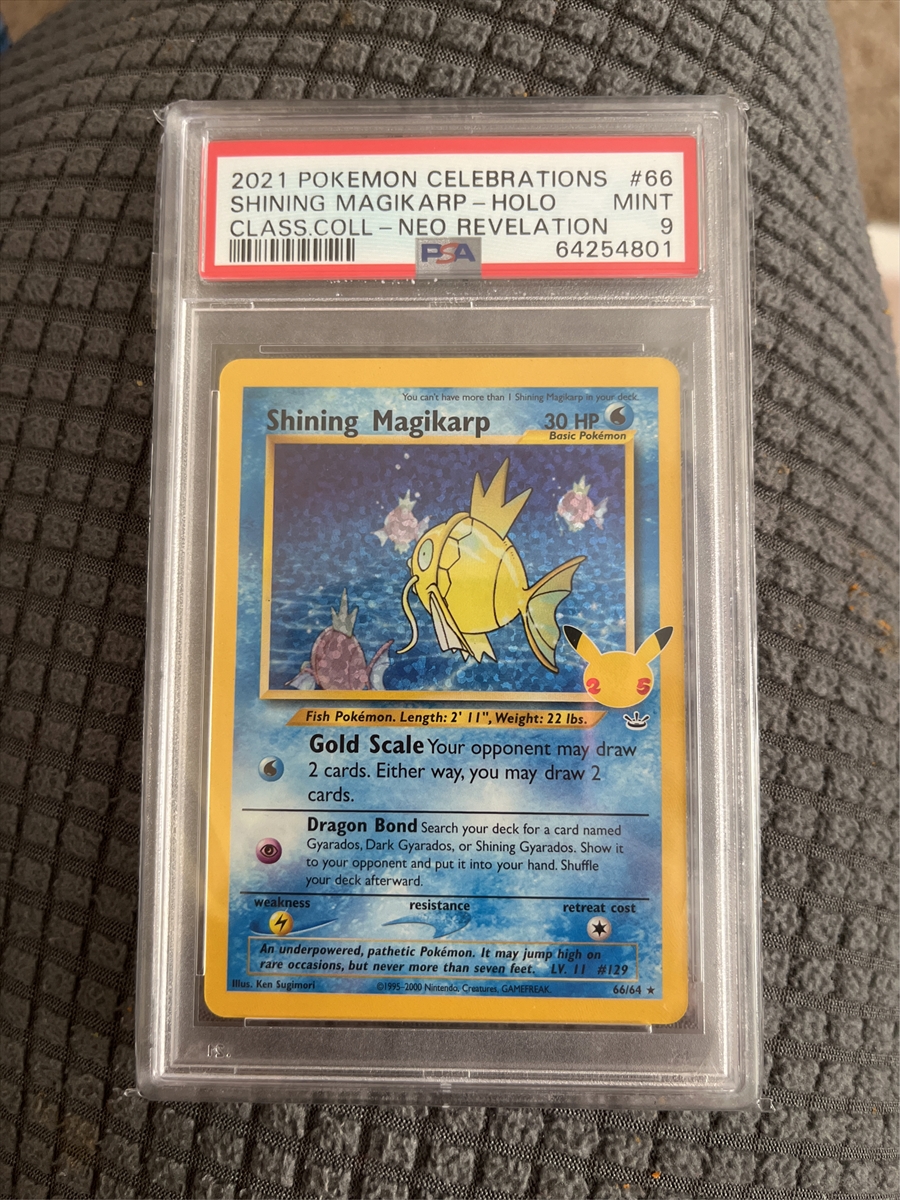 2021 POKEMON CELEBRATIONS #66
SHINING MAGIKARP - HOLO MINT
CLASS.COLL - NEO REVELATION 9
PSA 64254801
You can't have more than 1 Shining Magikarp in your deck.
Shining Magikarp 30 HP
Basic Pokémon
25
Fish Pokémon. Length: 2' 11", Weight: 22 lbs.
Gold Scale Your opponent may draw
2 cards. Either way, you may draw 2
cards.
Dragon Bond Search your deck for a card named
Gyarados, Dark Gyarados, or Shining Gyarados. Show it
to your opponent and put it into your hand. Shuffle
your deck afterward.
weakness resistance retreat cost
An underpowered, pathetic Pokémon. It may jump high on
rare occasions, but never more than seven feet. LV. 11 #129
Illus. Ken Sugimori ©1995-2000 Nintendo, Creatures, GAMEFREAK. 66/64 ★